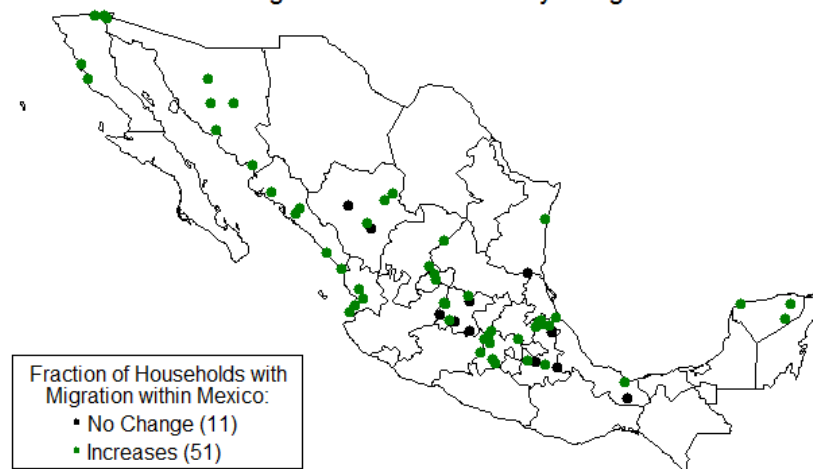 Fraction of Households with
Migration within Mexico:
No Change (11)
Increases (51)